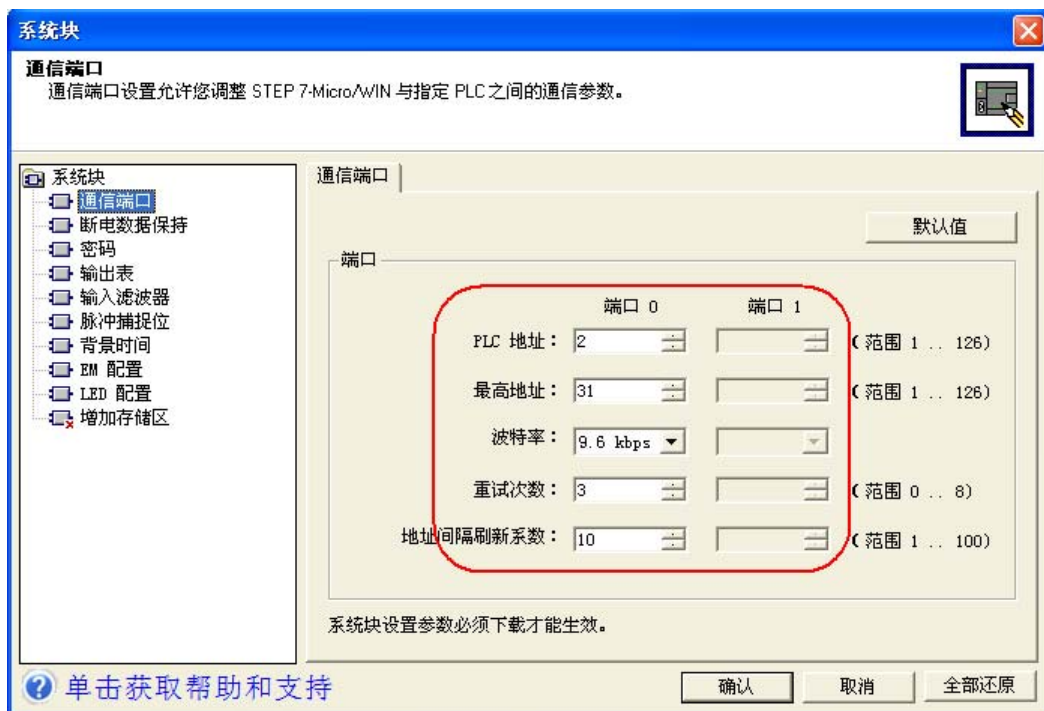 系统块
通信端口
通信端口设置允许您调整 STEP 7-Micro/WIN 与指定 PLC 之间的通信参数。
系统块
通信端口
断电数据保持
密码
输出表
输入滤波器
脉冲捕捉位
背景时间
EM 配置
LED 配置
增加存储区
通信端口
默认值
端口
端口 0 端口 1
PLC 地址： 2 (范围 1 .. 126)
最高地址： 31 (范围 1 .. 126)
波特率： 9.6 kbps
重试次数： 3 (范围 0 .. 8)
地址间隔刷新系数： 10 (范围 1 .. 100)
系统块设置参数必须下载才能生效。
单击获取帮助和支持
确认 取消 全部还原